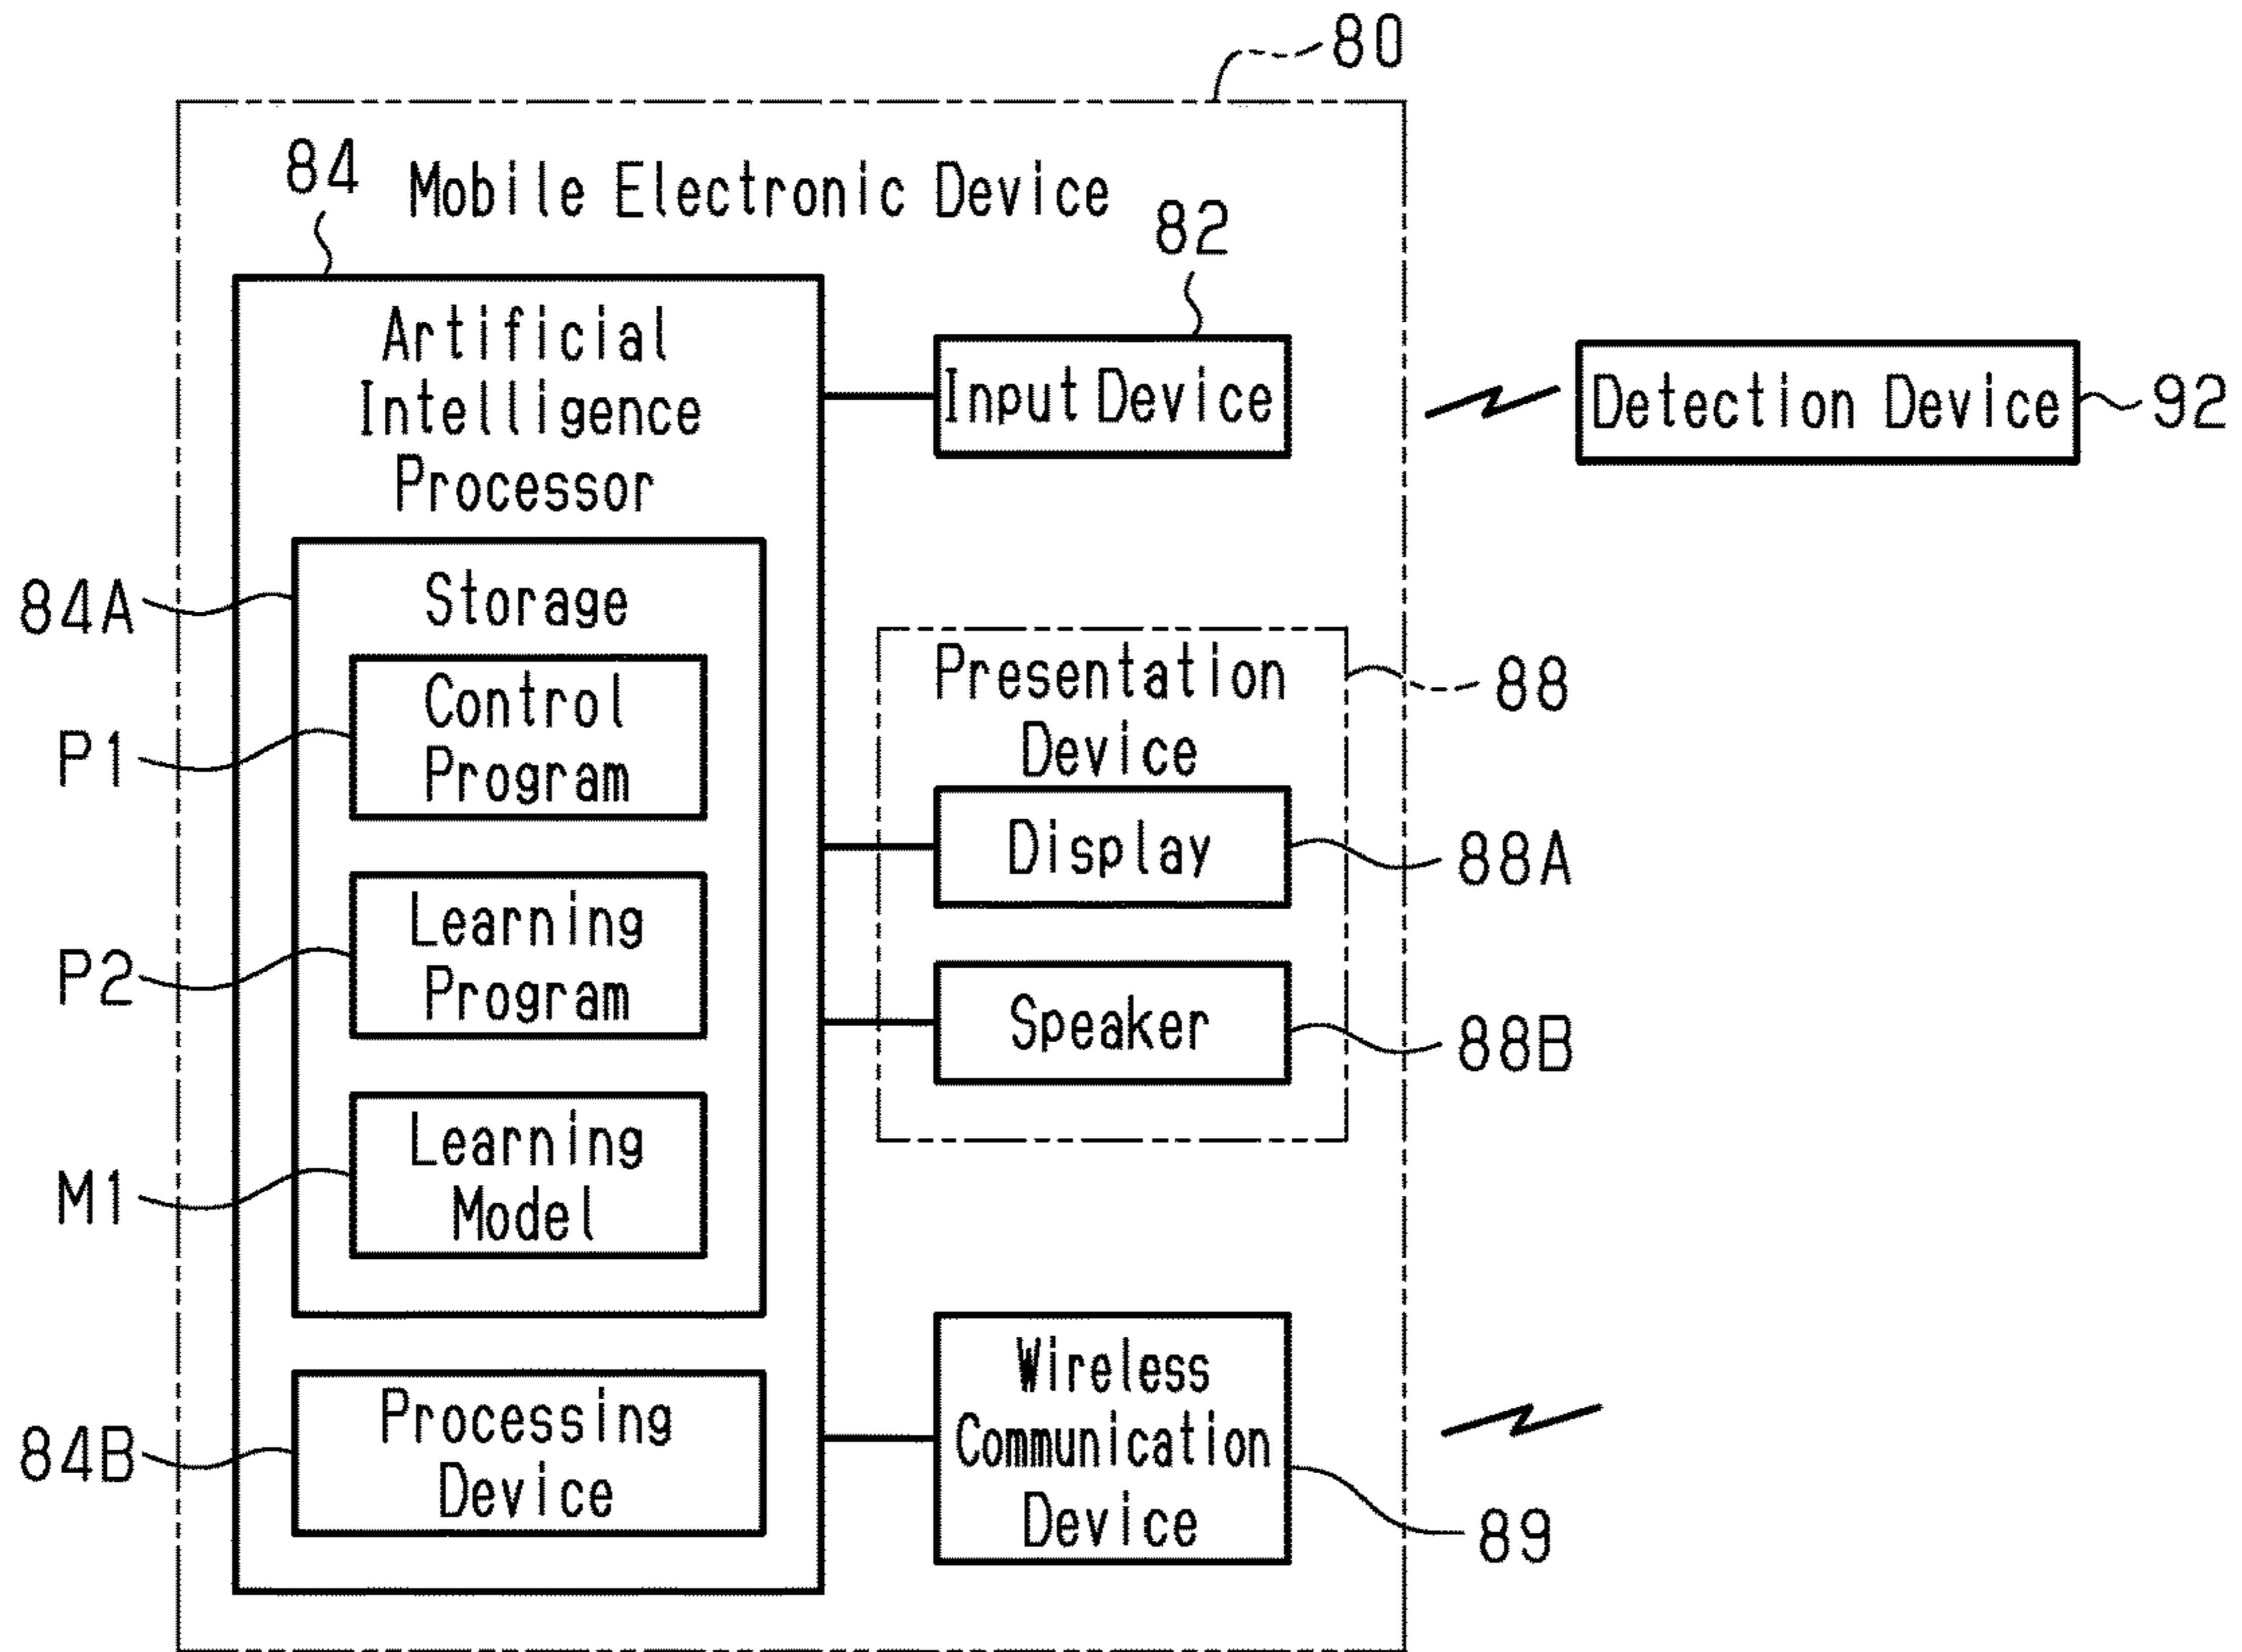 80
84
Mobile Electronic Device
82
Artificial
Intelligence
Processor
Input Device
Detection Device
92
84A
Storage
P1
Control
Program
Presentation
Device
88
Display
88A
P2
Learning
Program
Speaker
88B
M1
Learning
Model
84B
Processing
Device
Wireless
Communication
Device
89